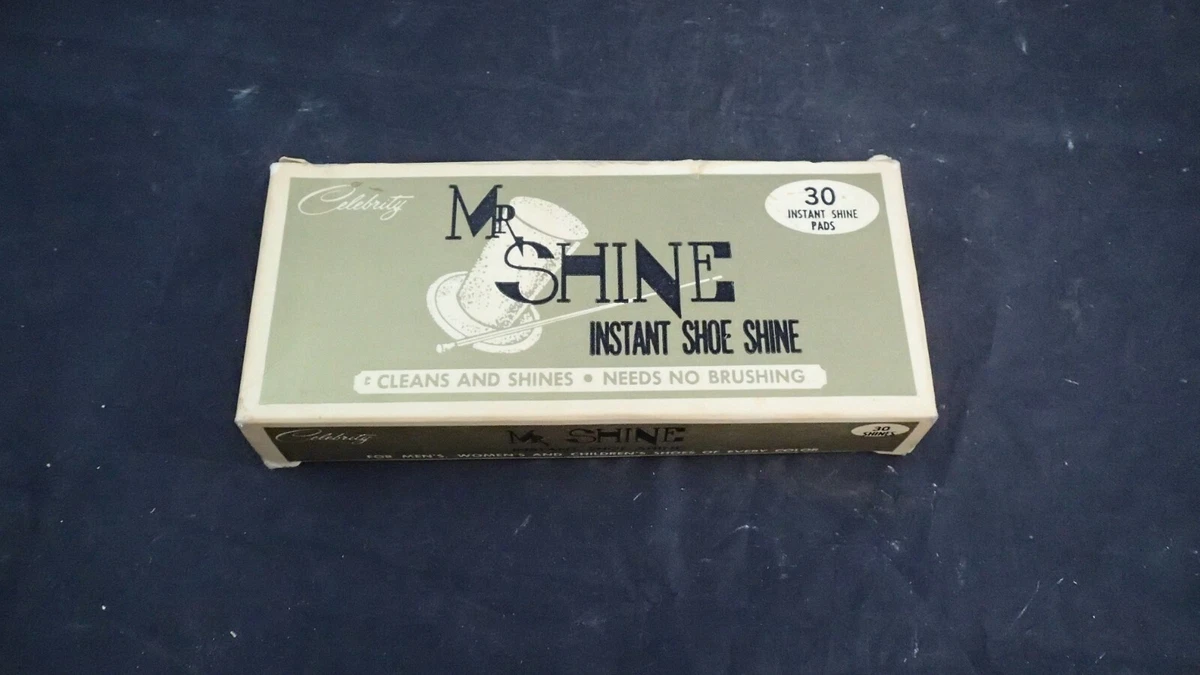 Celebrity
MR. SHINE
INSTANT SHOE SHINE
30
INSTANT SHINE
PADS
CLEANS AND SHINES • NEEDS NO BRUSHING
Celebrity
MR. SHINE
30
SHINES
FOR MEN'S, WOMEN'S AND CHILDREN'S SHOES OF EVERY COLOR